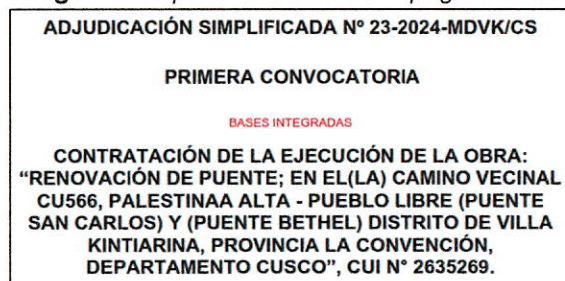 ADJUDICACIÓN SIMPLIFICADA Nº 23-2024-MDVK/CS
PRIMERA CONVOCATORIA
BASES INTEGRADAS
CONTRATACIÓN DE LA EJECUCIÓN DE LA OBRA:
“RENOVACIÓN DE PUENTE; EN EL(LA) CAMINO VECINAL
CU566, PALESTINAA ALTA - PUEBLO LIBRE (PUENTE
SAN CARLOS) Y (PUENTE BETHEL) DISTRITO DE VILLA
KINTIARINA, PROVINCIA LA CONVENCIÓN,
DEPARTAMENTO CUSCO”, CUI N° 2635269.